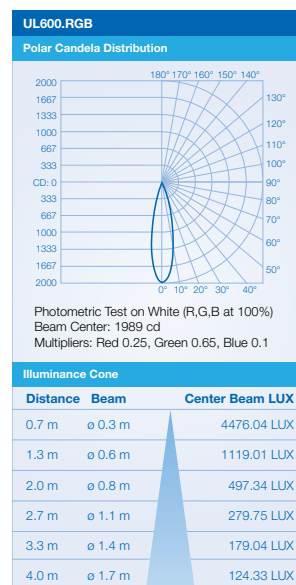 UL600.RGB
Polar Candela Distribution
180° 170° 160° 150° 140°
2000
1667
1333
1000
667
333
CD: 0
333
667
1000
1333
1667
2000
130°
120°
110°
100°
90°
80°
70°
60°
50°
0° 10° 20° 30° 40°
Photometric Test on White (R,G,B at 100%)
Beam Center: 1989 cd
Multipliers: Red 0.25, Green 0.65, Blue 0.1
Illuminance Cone
Distance Beam Center Beam LUX
0.7 m ø 0.3 m 4476.04 LUX
1.3 m ø 0.6 m 1119.01 LUX
2.0 m ø 0.8 m 497.34 LUX
2.7 m ø 1.1 m 279.75 LUX
3.3 m ø 1.4 m 179.04 LUX
4.0 m ø 1.7 m 124.33 LUX